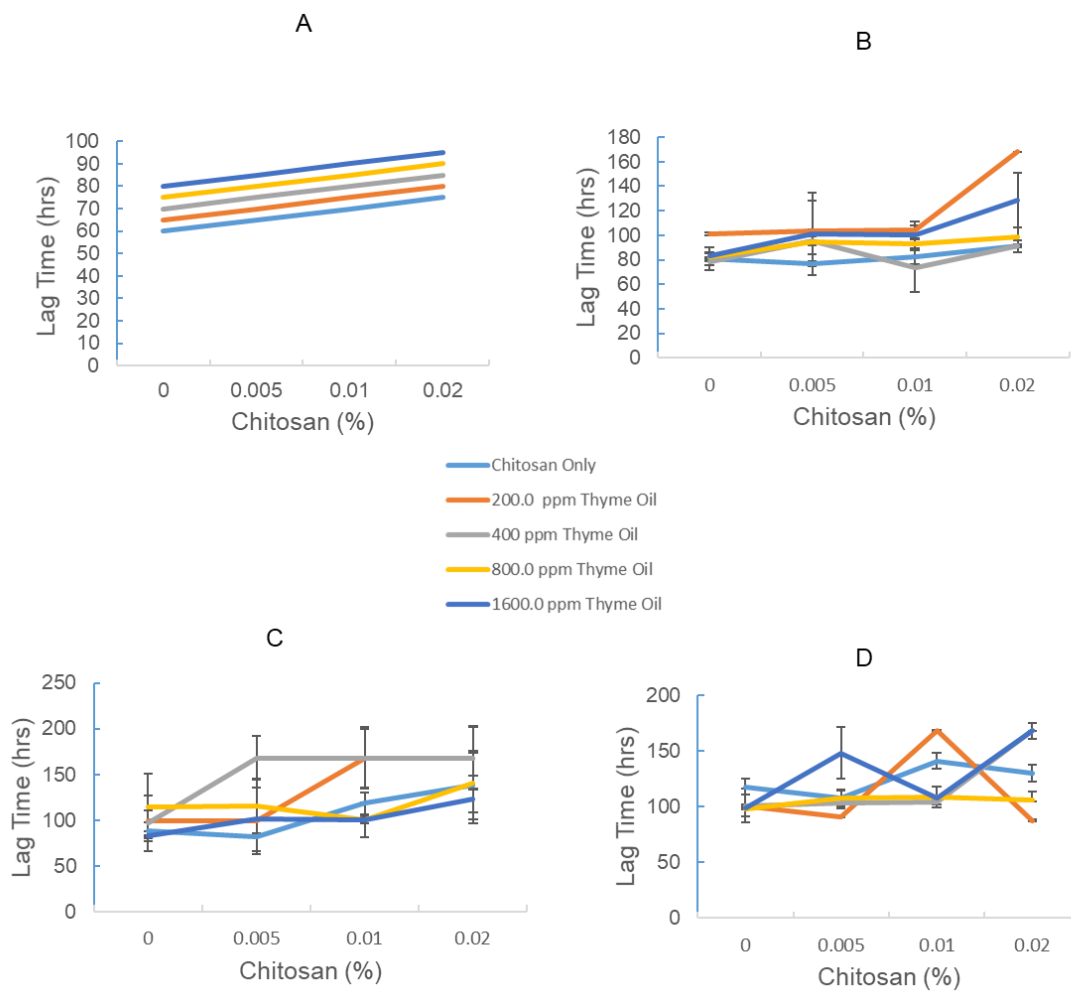 A
100
90
80
70
60
50
40
30
20
10
0
Lag Time (hrs)
0 0.005 0.01 0.02
Chitosan (%)
B
180
160
140
120
100
80
60
40
20
0
Lag Time (hrs)
0 0.005 0.01 0.02
Chitosan (%)
Chitosan Only
200.0 ppm Thyme Oil
400 ppm Thyme Oil
800.0 ppm Thyme Oil
1600.0 ppm Thyme Oil
C
250
200
150
100
50
0
Lag Time (hrs)
0 0.005 0.01 0.02
Chitosan (%)
D
200
150
100
50
0
Lag Time (hrs)
0 0.005 0.01 0.02
Chitosan (%)